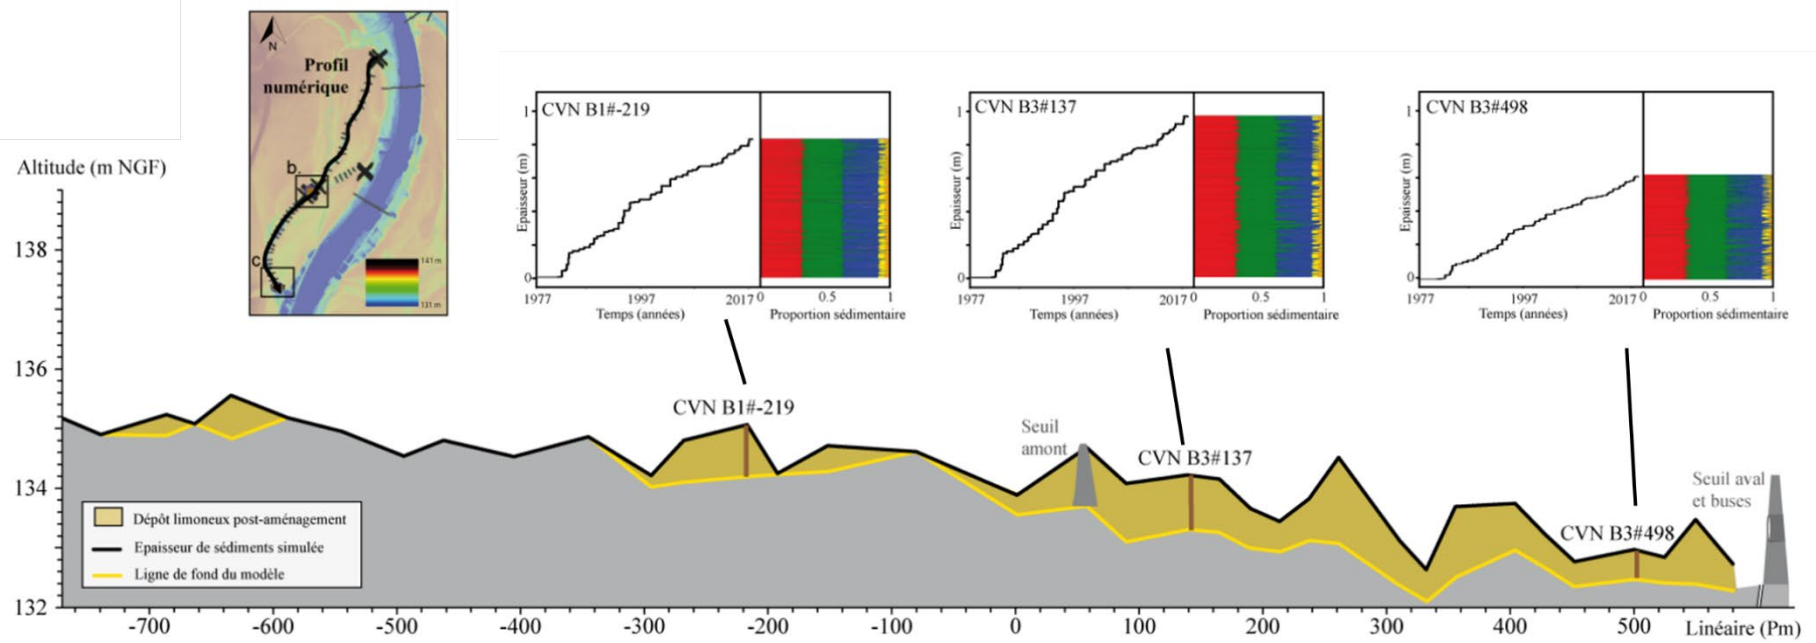 N
Profil
numérique
b.
c
141 m
131 m
CVN B1#-219
1
0
Epaisseur (m)
1977
1997
2017
0
0.5
1
Temps (années)
Proportion sédimentaire
CVN B3#137
1
0
Epaisseur (m)
1977
1997
2017
0
0.5
1
Temps (années)
Proportion sédimentaire
CVN B3#498
1
0
Epaisseur (m)
1977
1997
2017
0
0.5
1
Temps (années)
Proportion sédimentaire
Altitude (m NGF)
138
136
134
132
CVN B1#-219
Seuil
amont
CVN B3#137
CVN B3#498
Seuil aval
et buses
Dépôt limoneux post-aménagement
Epaisseur de sédiments simulée
Ligne de fond du modèle
-700
-600
-500
-400
-300
-200
-100
0
100
200
300
400
500
Linéaire (Pm)